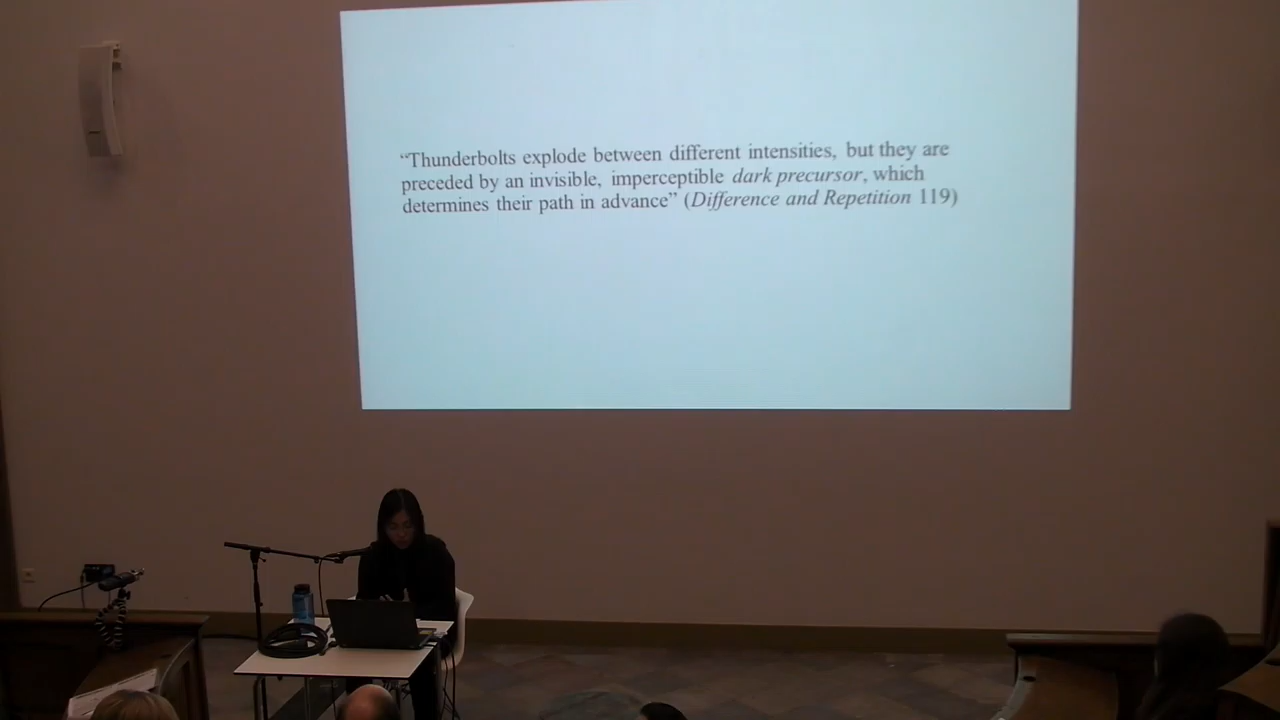 “Thunderbolts explode between different intensities, but they are
preceded by an invisible, imperceptible dark precursor, which
determines their path in advance” (Difference and Repetition 119)